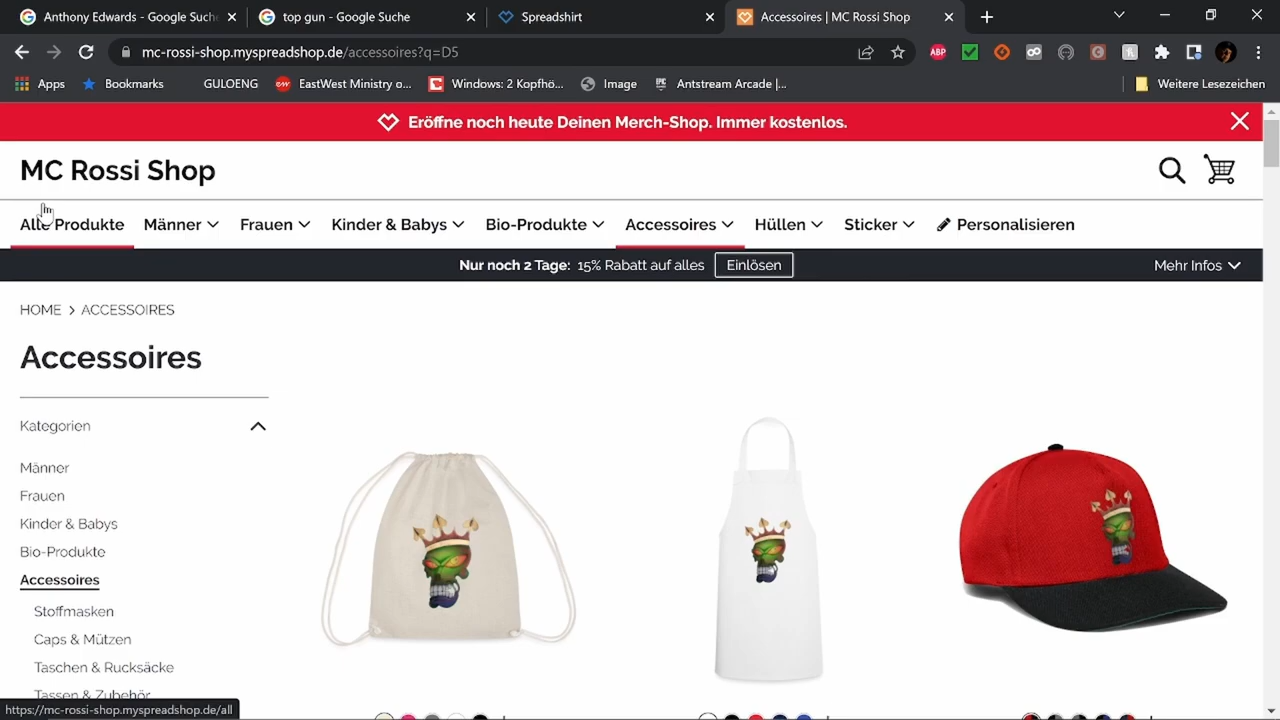 Anthony Edwards - Google Suche
top gun - Google Suche
Spreadshirt
Accessoires | MC Rossi Shop
mc-rossi-shop.myspreadshop.de/accessoires?q=D5
ABP
Apps
Bookmarks
GULOENG
EastWest Ministry o...
Windows: 2 Kopfhö...
Image
EPIC
Antstream Arcade |...
Weitere Lesezeichen
Eröffne noch heute Deinen Merch-Shop. Immer kostenlos.
MC Rossi Shop
Alle Produkte
Männer
Frauen
Kinder & Babys
Bio-Produkte
Accessoires
Hüllen
Sticker
Personalisieren
Nur noch 2 Tage: 15% Rabatt auf alles
Einlösen
Mehr Infos
HOME > ACCESSOIRES
Accessoires
Kategorien
Männer
Frauen
Kinder & Babys
Bio-Produkte
Accessoires
Stoffmasken
Caps & Mützen
Taschen & Rucksäcke
Tassen & Zubehör
https://mc-rossi-shop.myspreadshop.de/all